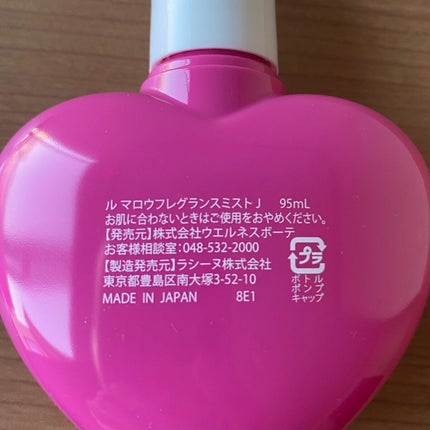 ル マロウフレグランスミスト J 95mL
お肌に合わないときはご使用をおやめください。
【発売元】株式会社ウエルネスボーテ
お客様相談室:048-532-2000
【製造発売元】ラシーヌ株式会社
東京都豊島区南大塚3-52-10
MADE IN JAPAN 8E1
プラ
ボトル
ポンプ
キャップ